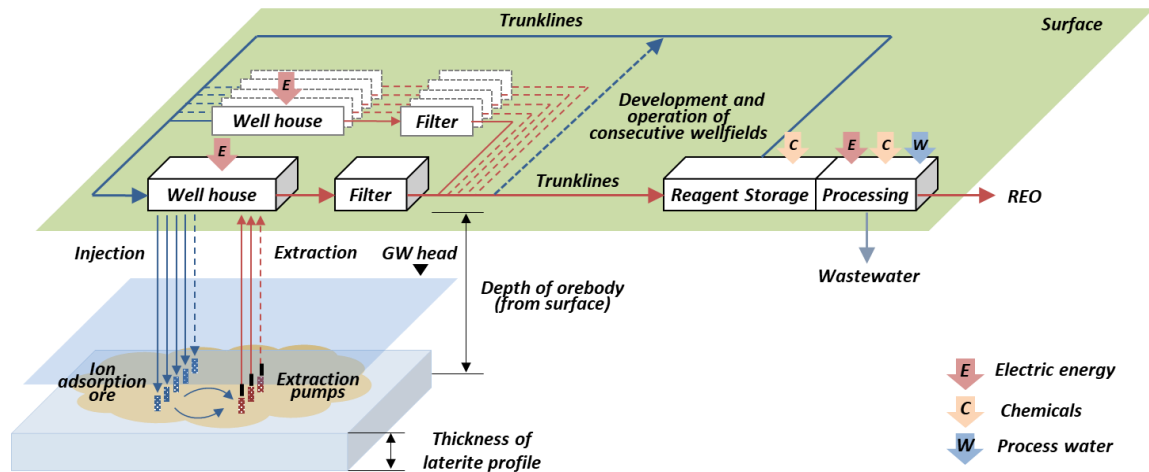 Trunklines
Surface
E
Well house
Filter
Development and
operation of
consecutive wellfields
E
C
E
C
W
Well house
Filter
Trunklines
Reagent Storage
Processing
REO
Injection
Extraction
GW head
Depth of orebody
(from surface)
Wastewater
Ion
adsorption
ore
Extraction
pumps
Thickness of
laterite profile
E Electric energy
C Chemicals
W Process water